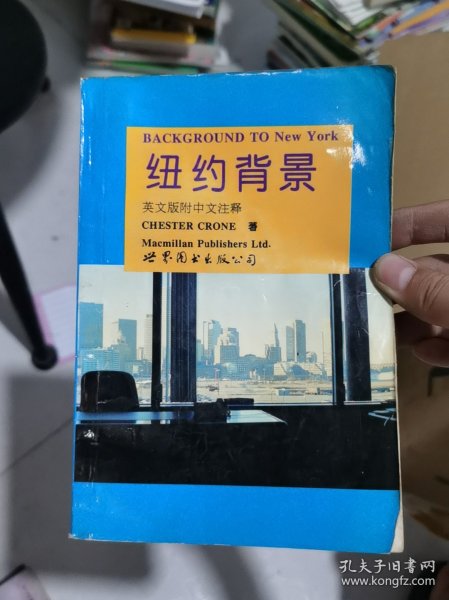 BACKGROUND TO New York
纽约背景
英文版附中文注释
CHESTER CRONE 著
Macmillan Publishers Ltd.
世界图书出版公司
孔夫子旧书网
www.kongfz.com